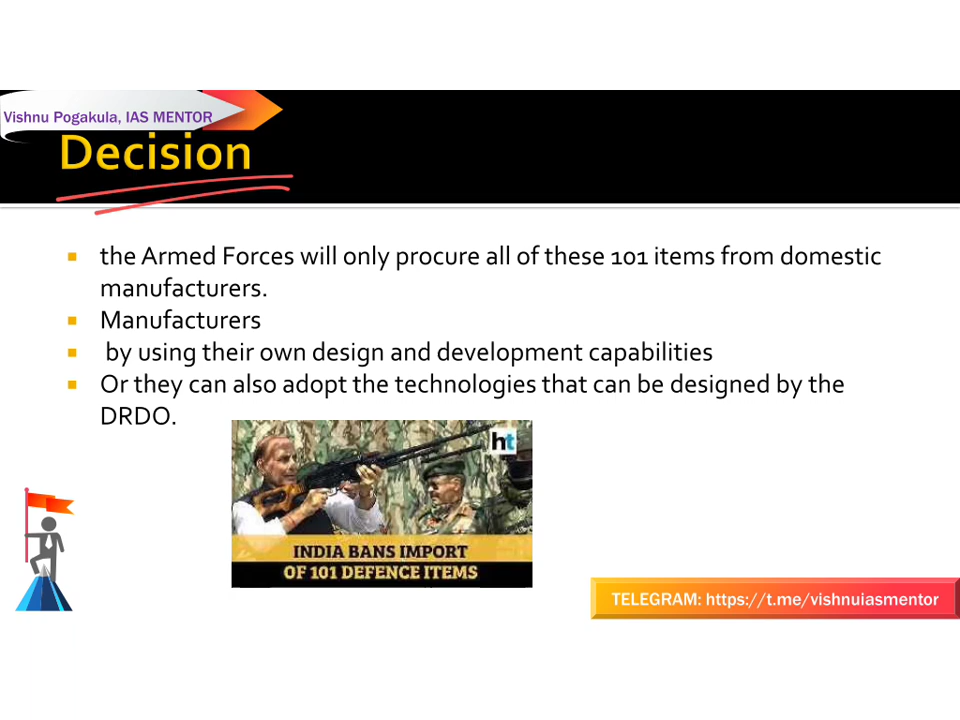 Vishnu Pogakula, IAS MENTOR
Decision
the Armed Forces will only procure all of these 101 items from domestic
manufacturers.
Manufacturers
by using their own design and development capabilities
Or they can also adopt the technologies that can be designed by the
DRDO.
ht
INDIA BANS IMPORT
OF 101 DEFENCE ITEMS
TELEGRAM: https://t.me/vishnuiasmentor